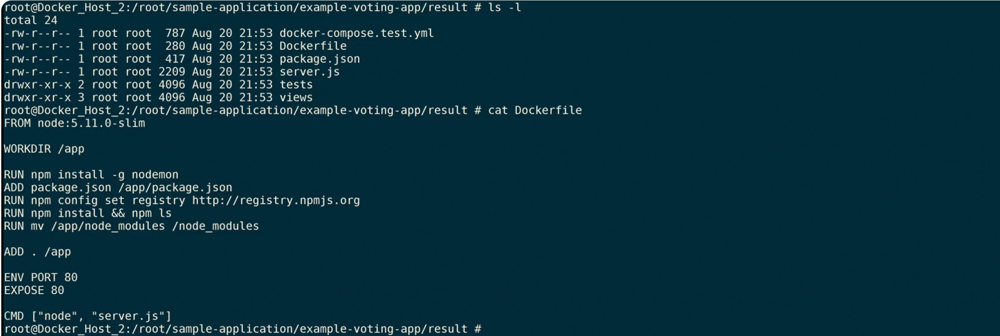 root@Docker_Host_2:/root/sample-application/example-voting-app/result # ls -l
total 24
-rw-r--r-- 1 root root  787 Aug 20 21:53 docker-compose.test.yml
-rw-r--r-- 1 root root  280 Aug 20 21:53 Dockerfile
-rw-r--r-- 1 root root  417 Aug 20 21:53 package.json
-rw-r--r-- 1 root root 2209 Aug 20 21:53 server.js
drwxr-xr-x 2 root root 4096 Aug 20 21:53 tests
drwxr-xr-x 3 root root 4096 Aug 20 21:53 views
root@Docker_Host_2:/root/sample-application/example-voting-app/result # cat Dockerfile
FROM node:5.11.0-slim

WORKDIR /app

RUN npm install -g nodemon
ADD package.json /app/package.json
RUN npm config set registry http://registry.npmjs.org
RUN npm install && npm ls
RUN mv /app/node_modules /node_modules

ADD . /app

ENV PORT 80
EXPOSE 80

CMD ["node", "server.js"]
root@Docker_Host_2:/root/sample-application/example-voting-app/result #